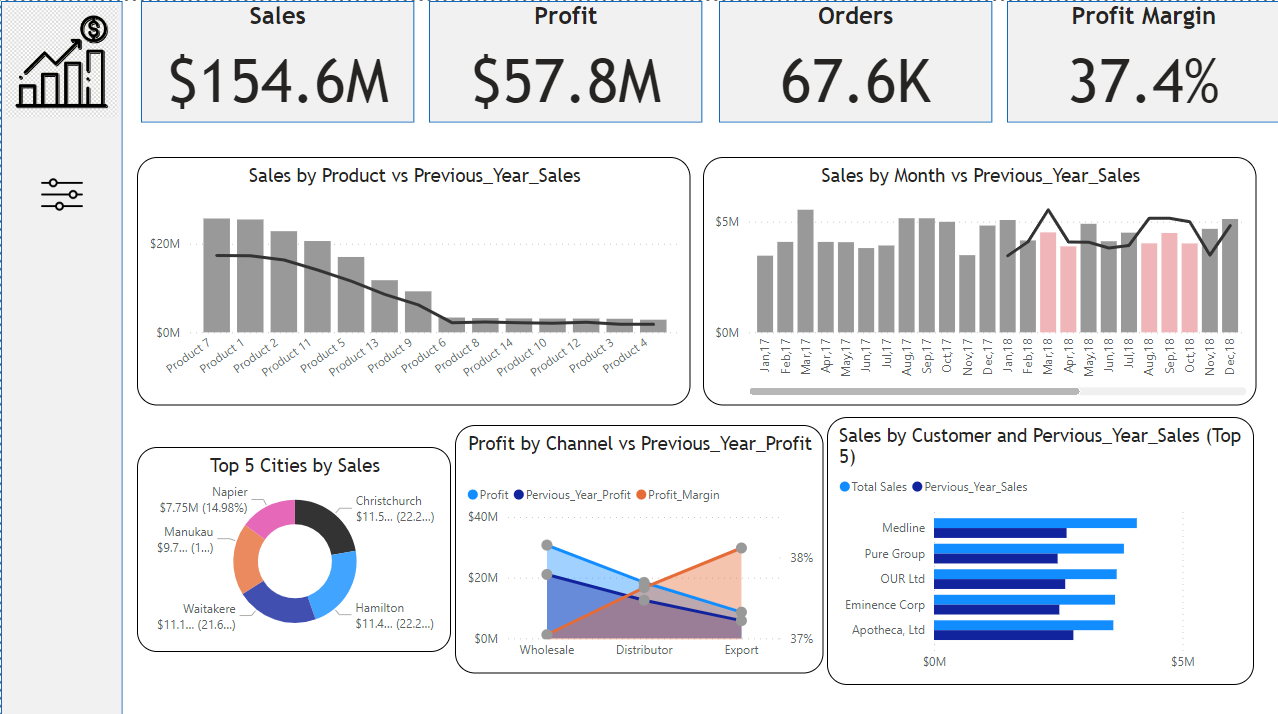 Sales
$154.6M
Profit
$57.8M
Orders
67.6K
Profit Margin
37.4%
$
Sales by Product vs Previous_Year_Sales
$20M
$0M
Product 7
Product 1
Product 2
Product 11
Product 5
Product 13
Product 9
Product 6
Product 8
Product 14
Product 10
Product 12
Product 3
Product 4
Sales by Month vs Previous_Year_Sales
$5M
$0M
Jan,17
Feb,17
Mar,17
Apr,17
May,17
Jun,17
Jul,17
Aug,17
Sep,17
Oct,17
Nov,17
Dec,17
Jan,18
Feb,18
Mar,18
Apr,18
May,18
Jun,18
Jul,18
Aug,18
Sep,18
Oct,18
Nov,18
Dec,18
Top 5 Cities by Sales
Napier
$7.75M (14.98%)
Christchurch
$11.5... (22.2...)
Manukau
$9.7... (1...)
Waitakere
$11.1... (21.6...)
Hamilton
$11.4... (22.2...)
Profit by Channel vs Previous_Year_Profit
Profit Pervious_Year_Profit Profit_Margin
$40M
$20M
$0M
38%
37%
Wholesale
Distributor
Export
Sales by Customer and Pervious_Year_Sales (Top
5)
Total Sales Pervious_Year_Sales
Medline
Pure Group
OUR Ltd
Eminence Corp
Apotheca, Ltd
$0M
$5M